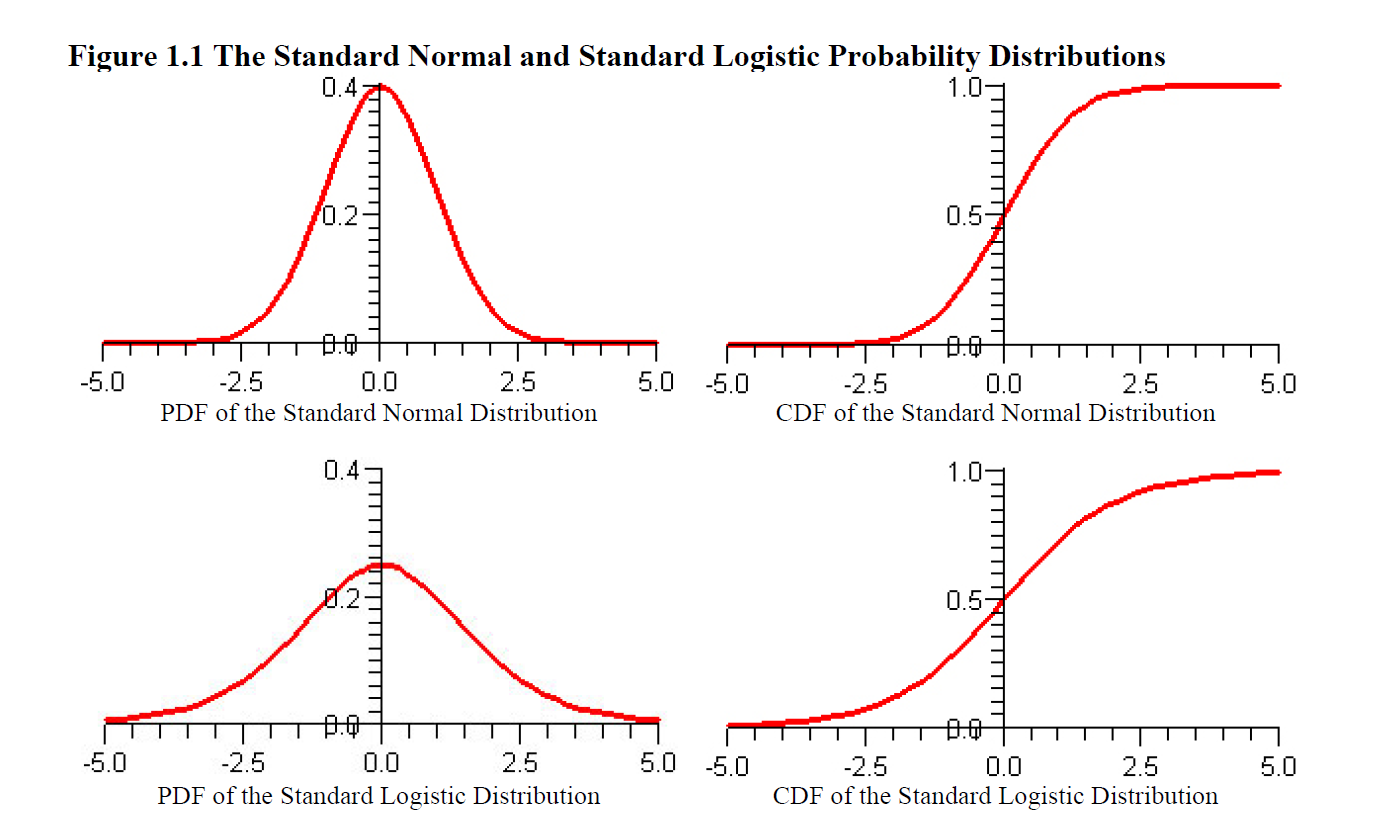 Figure 1.1 The Standard Normal and Standard Logistic Probability Distributions
0.4
0.2
0.0
-5.0 -2.5 0.0 2.5 5.0
PDF of the Standard Normal Distribution
1.0
0.5
0.0
-5.0 -2.5 0.0 2.5 5.0
CDF of the Standard Normal Distribution
0.4
0.2
0.0
-5.0 -2.5 0.0 2.5 5.0
PDF of the Standard Logistic Distribution
1.0
0.5
0.0
-5.0 -2.5 0.0 2.5 5.0
CDF of the Standard Logistic Distribution